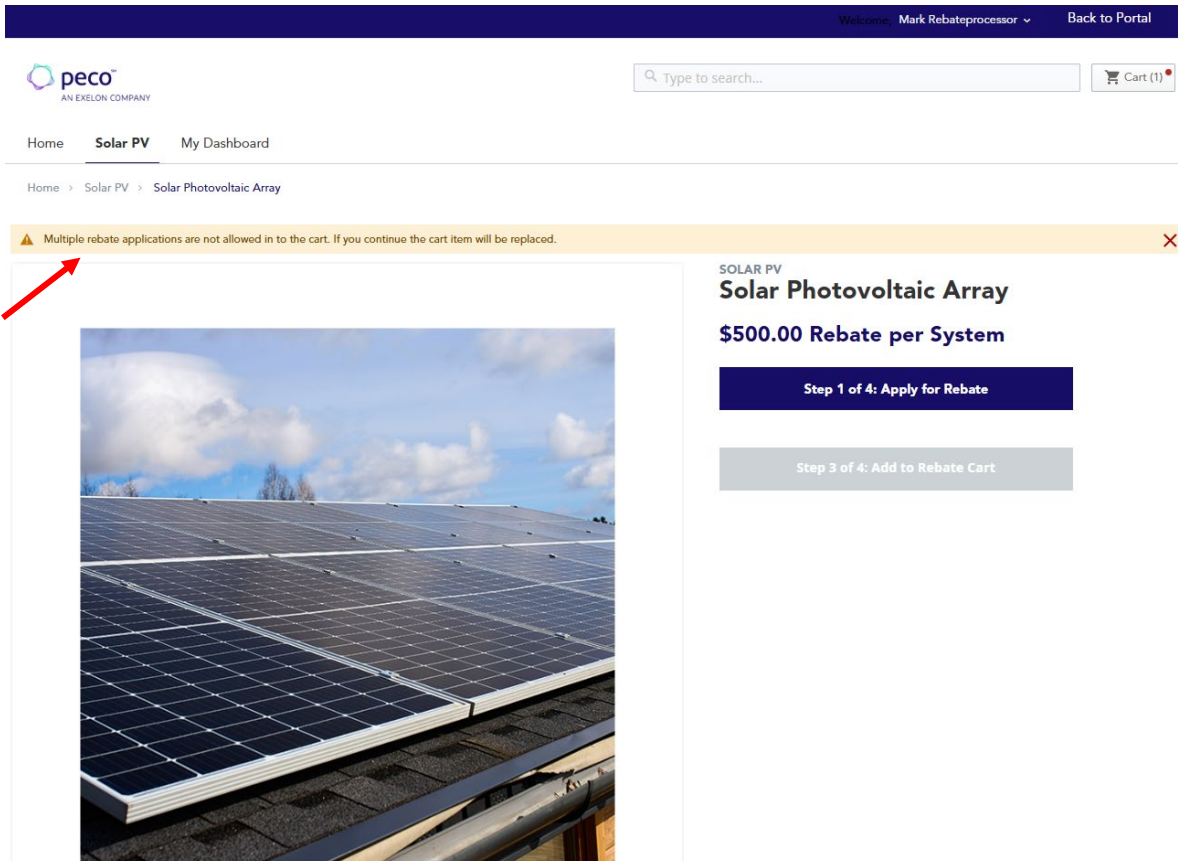 Welcome, Mark Rebateprocessor Back to Portal
peco™
AN EXELON COMPANY
Type to search...
Cart (1)
Home Solar PV My Dashboard
Home > Solar PV > Solar Photovoltaic Array
Multiple rebate applications are not allowed in to the cart. If you continue the cart item will be replaced.
SOLAR PV
Solar Photovoltaic Array
$500.00 Rebate per System
Step 1 of 4: Apply for Rebate
Step 3 of 4: Add to Rebate Cart